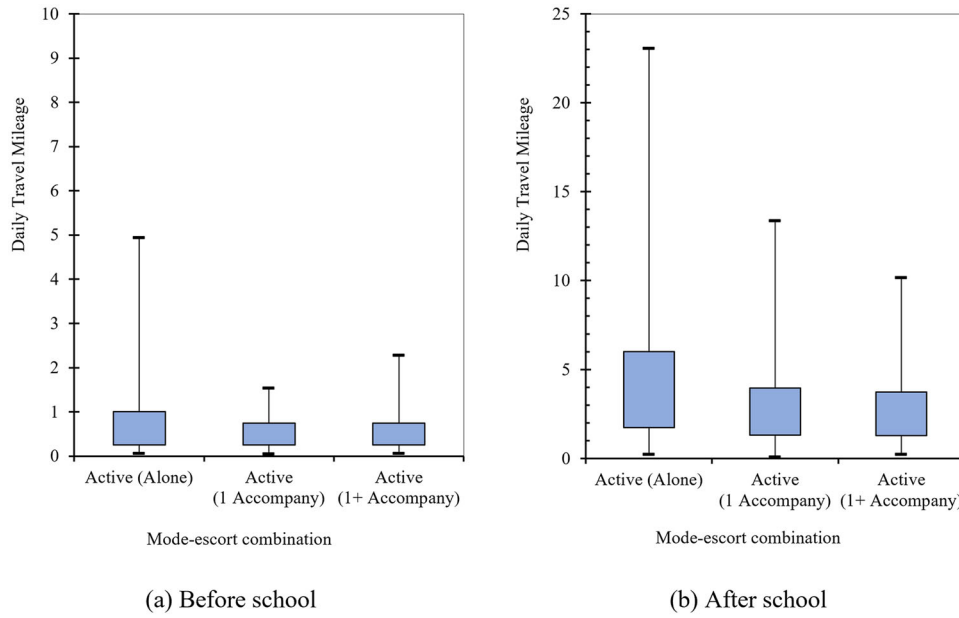 10
9
8
7
6
5
4
3
2
1
0
Daily Travel Mileage
Active (Alone)
Active
(1 Accompany)
Active
(1+ Accompany)
Mode-escort combination
(a) Before school
25
20
15
10
5
0
Daily Travel Mileage
Active (Alone)
Active
(1 Accompany)
Active
(1+ Accompany)
Mode-escort combination
(b) After school